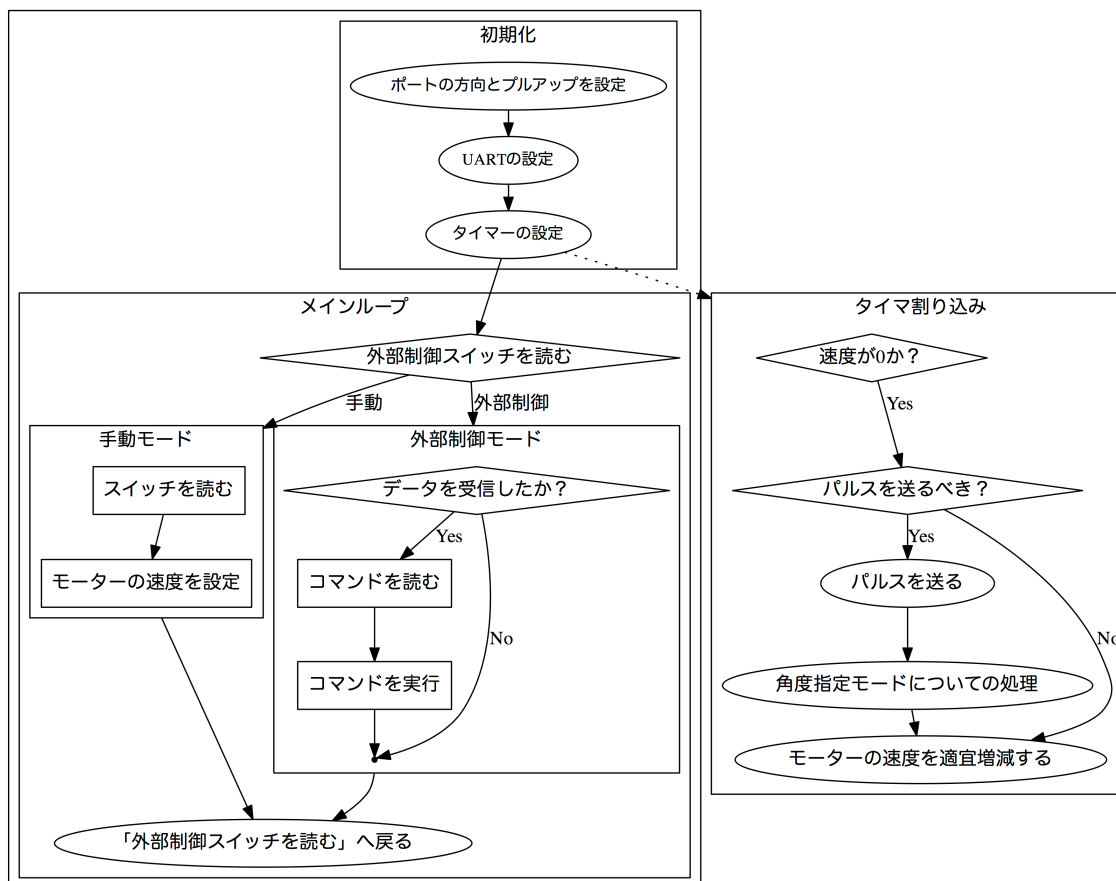 初期化
ポートの方向とプルアップを設定
UARTの設定
タイマーの設定
メインループ
外部制御スイッチを読む
手動
外部制御
手動モード
スイッチを読む
モーターの速度を設定
外部制御モード
データを受信したか？
Yes
コマンドを読む
No
コマンドを実行
「外部制御スイッチを読む」へ戻る
タイマ割り込み
速度が0か？
Yes
パルスを送るべき？
Yes
パルスを送る
No
角度指定モードについての処理
モーターの速度を適宜増減する